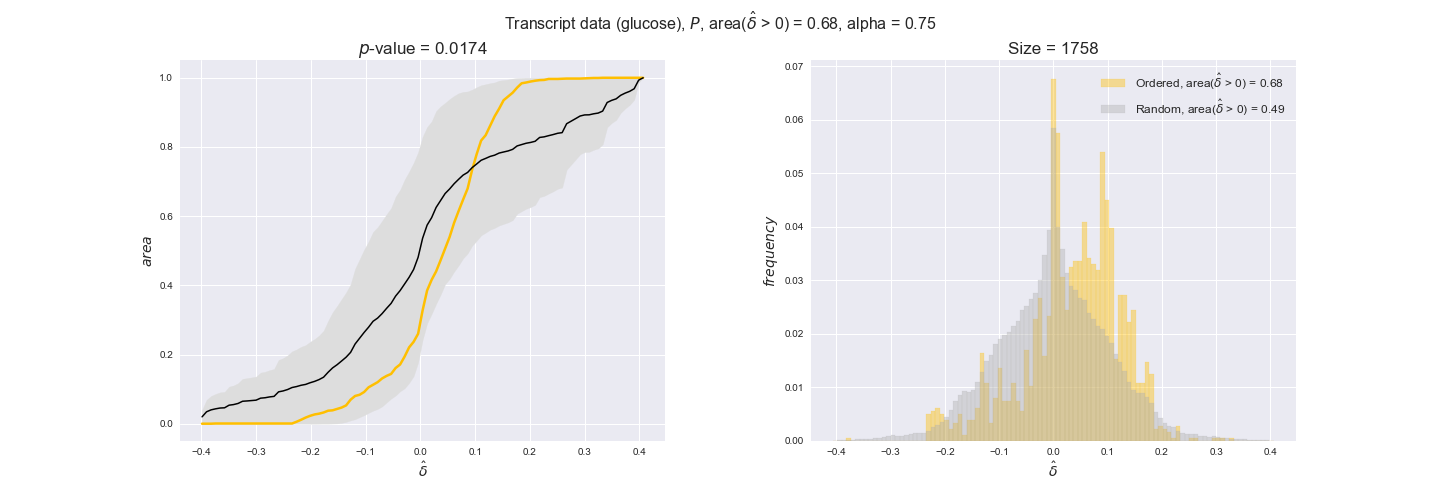 Transcript data (glucose), P, area(δ̂ > 0) = 0.68, alpha = 0.75
p-value = 0.0174
1.0
0.8
0.6
0.4
0.2
0.0
area
−0.4 −0.3 −0.2 −0.1 0.0 0.1 0.2 0.3 0.4
δ̂
Size = 1758
0.07
0.06
0.05
0.04
0.03
0.02
0.01
0.00
frequency
Ordered, area(δ̂ > 0) = 0.68
Random, area(δ̂ > 0) = 0.49
−0.4 −0.3 −0.2 −0.1 0.0 0.1 0.2 0.3 0.4
δ̂